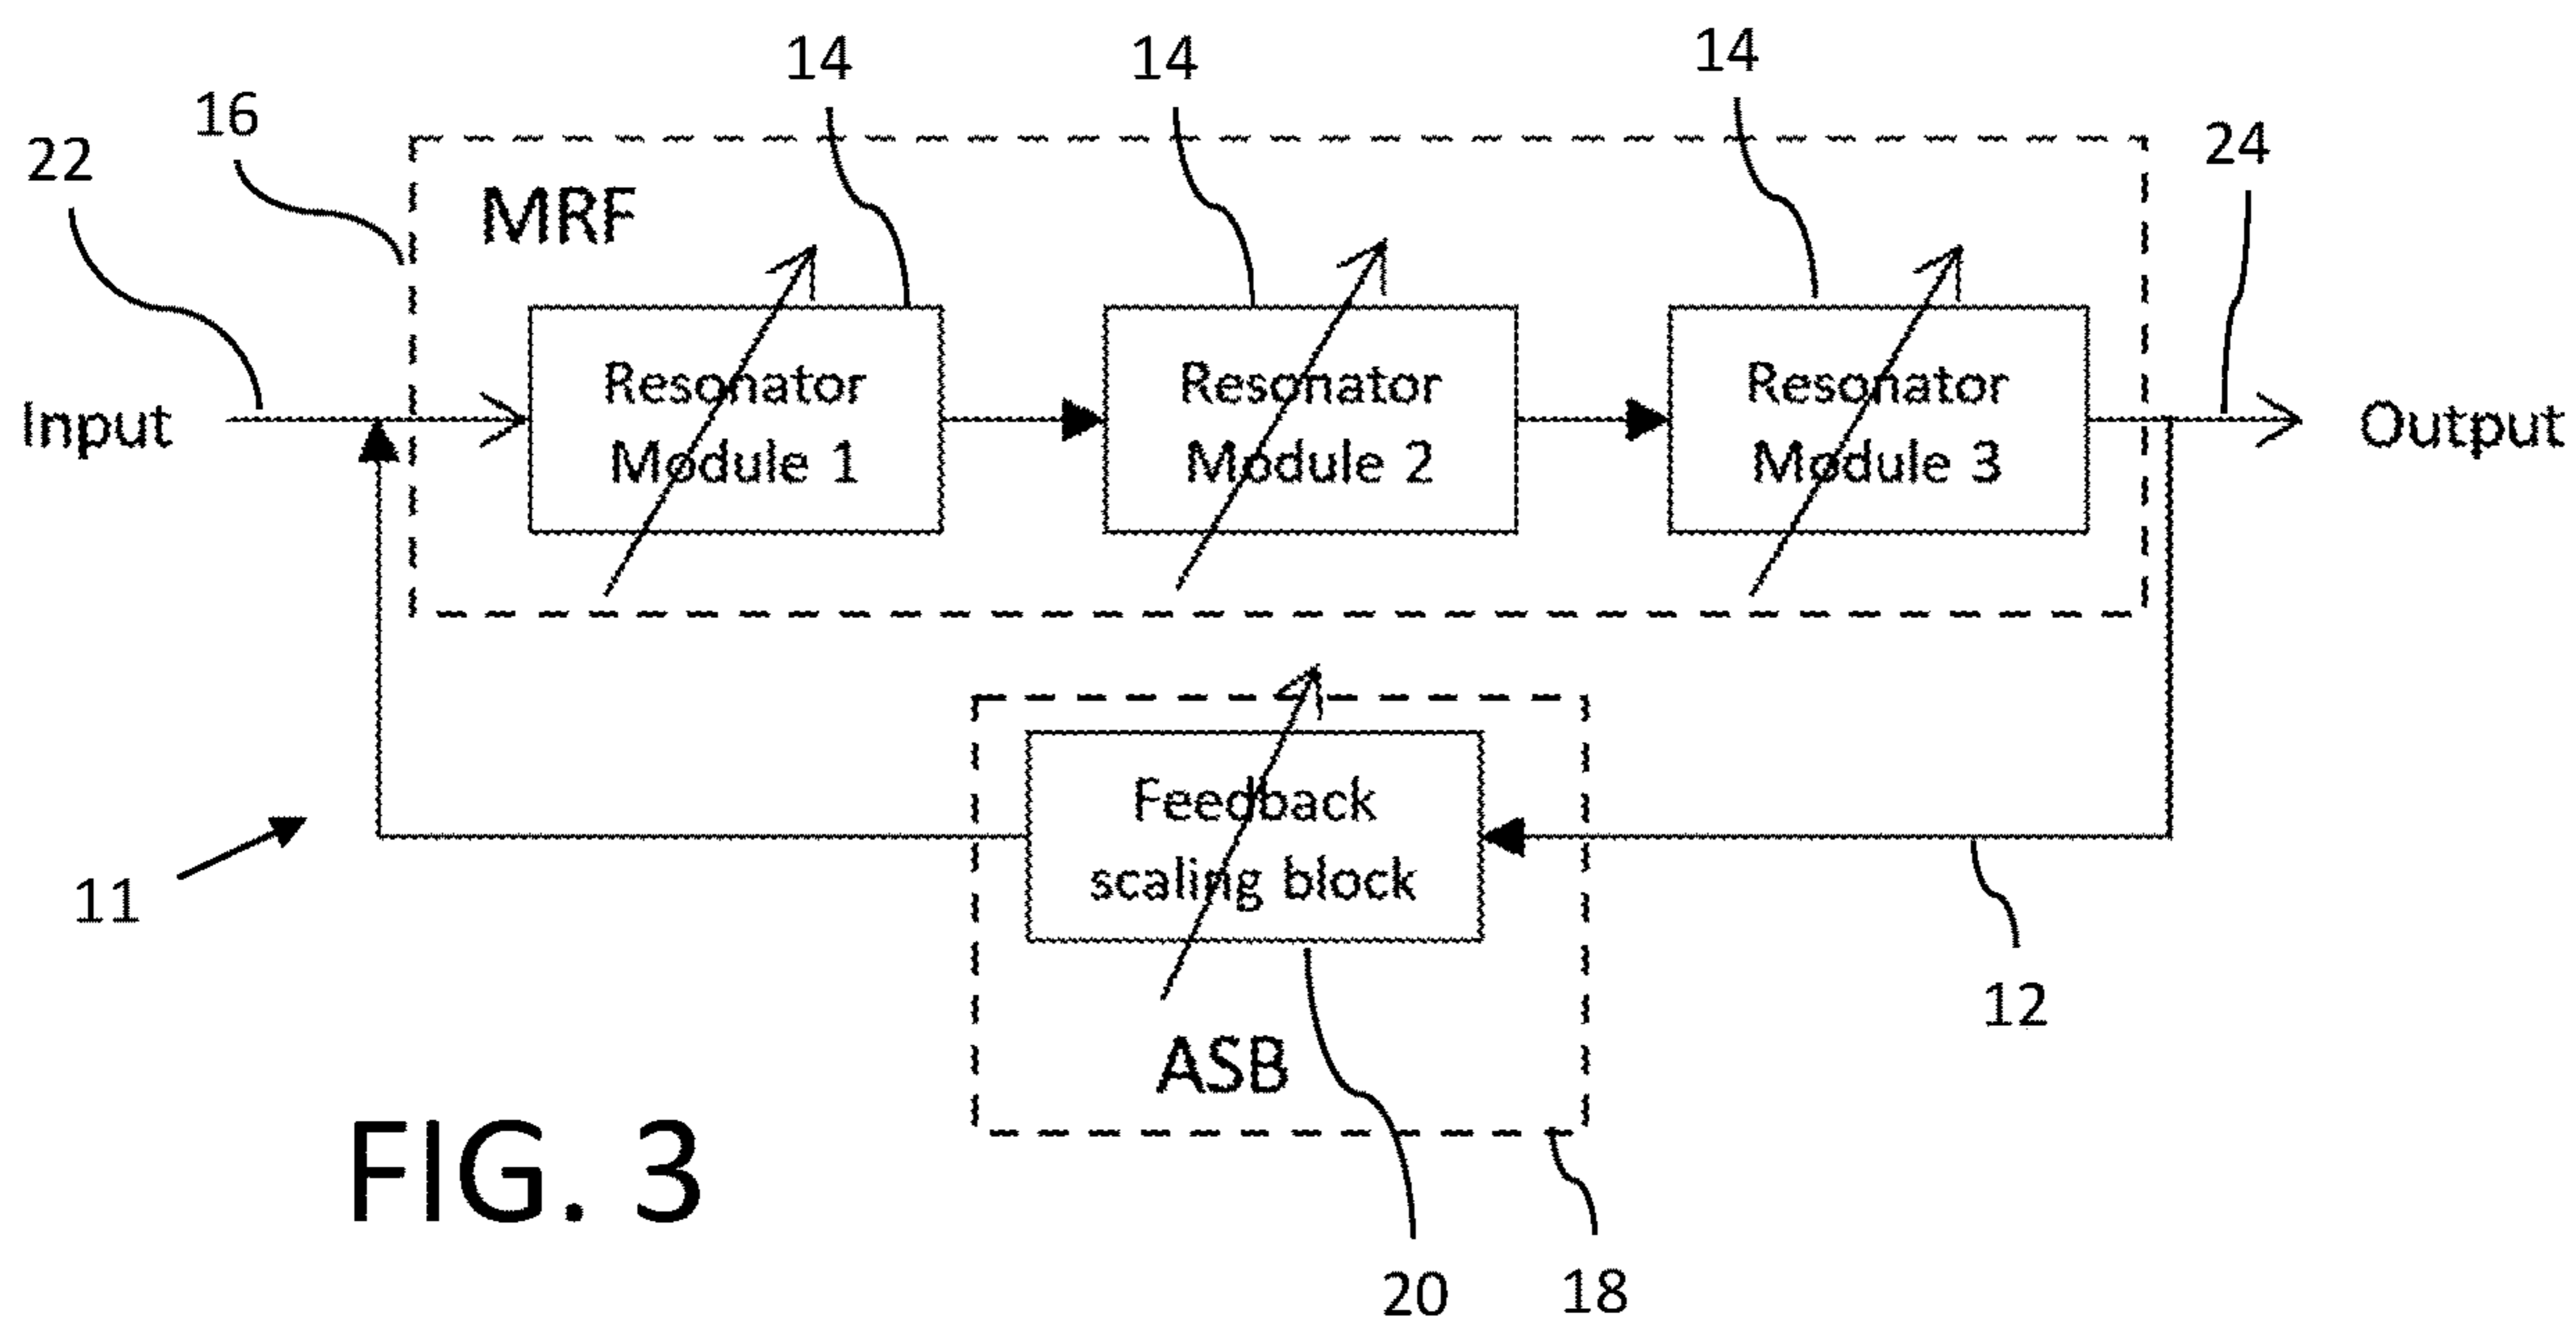 14
14
14
16
22
24
MRF
Resonator
Module 1
Resonator
Module 2
Resonator
Module 3
Input
Output
Feedback
scaling block
11
12
ASB
FIG. 3
20
18